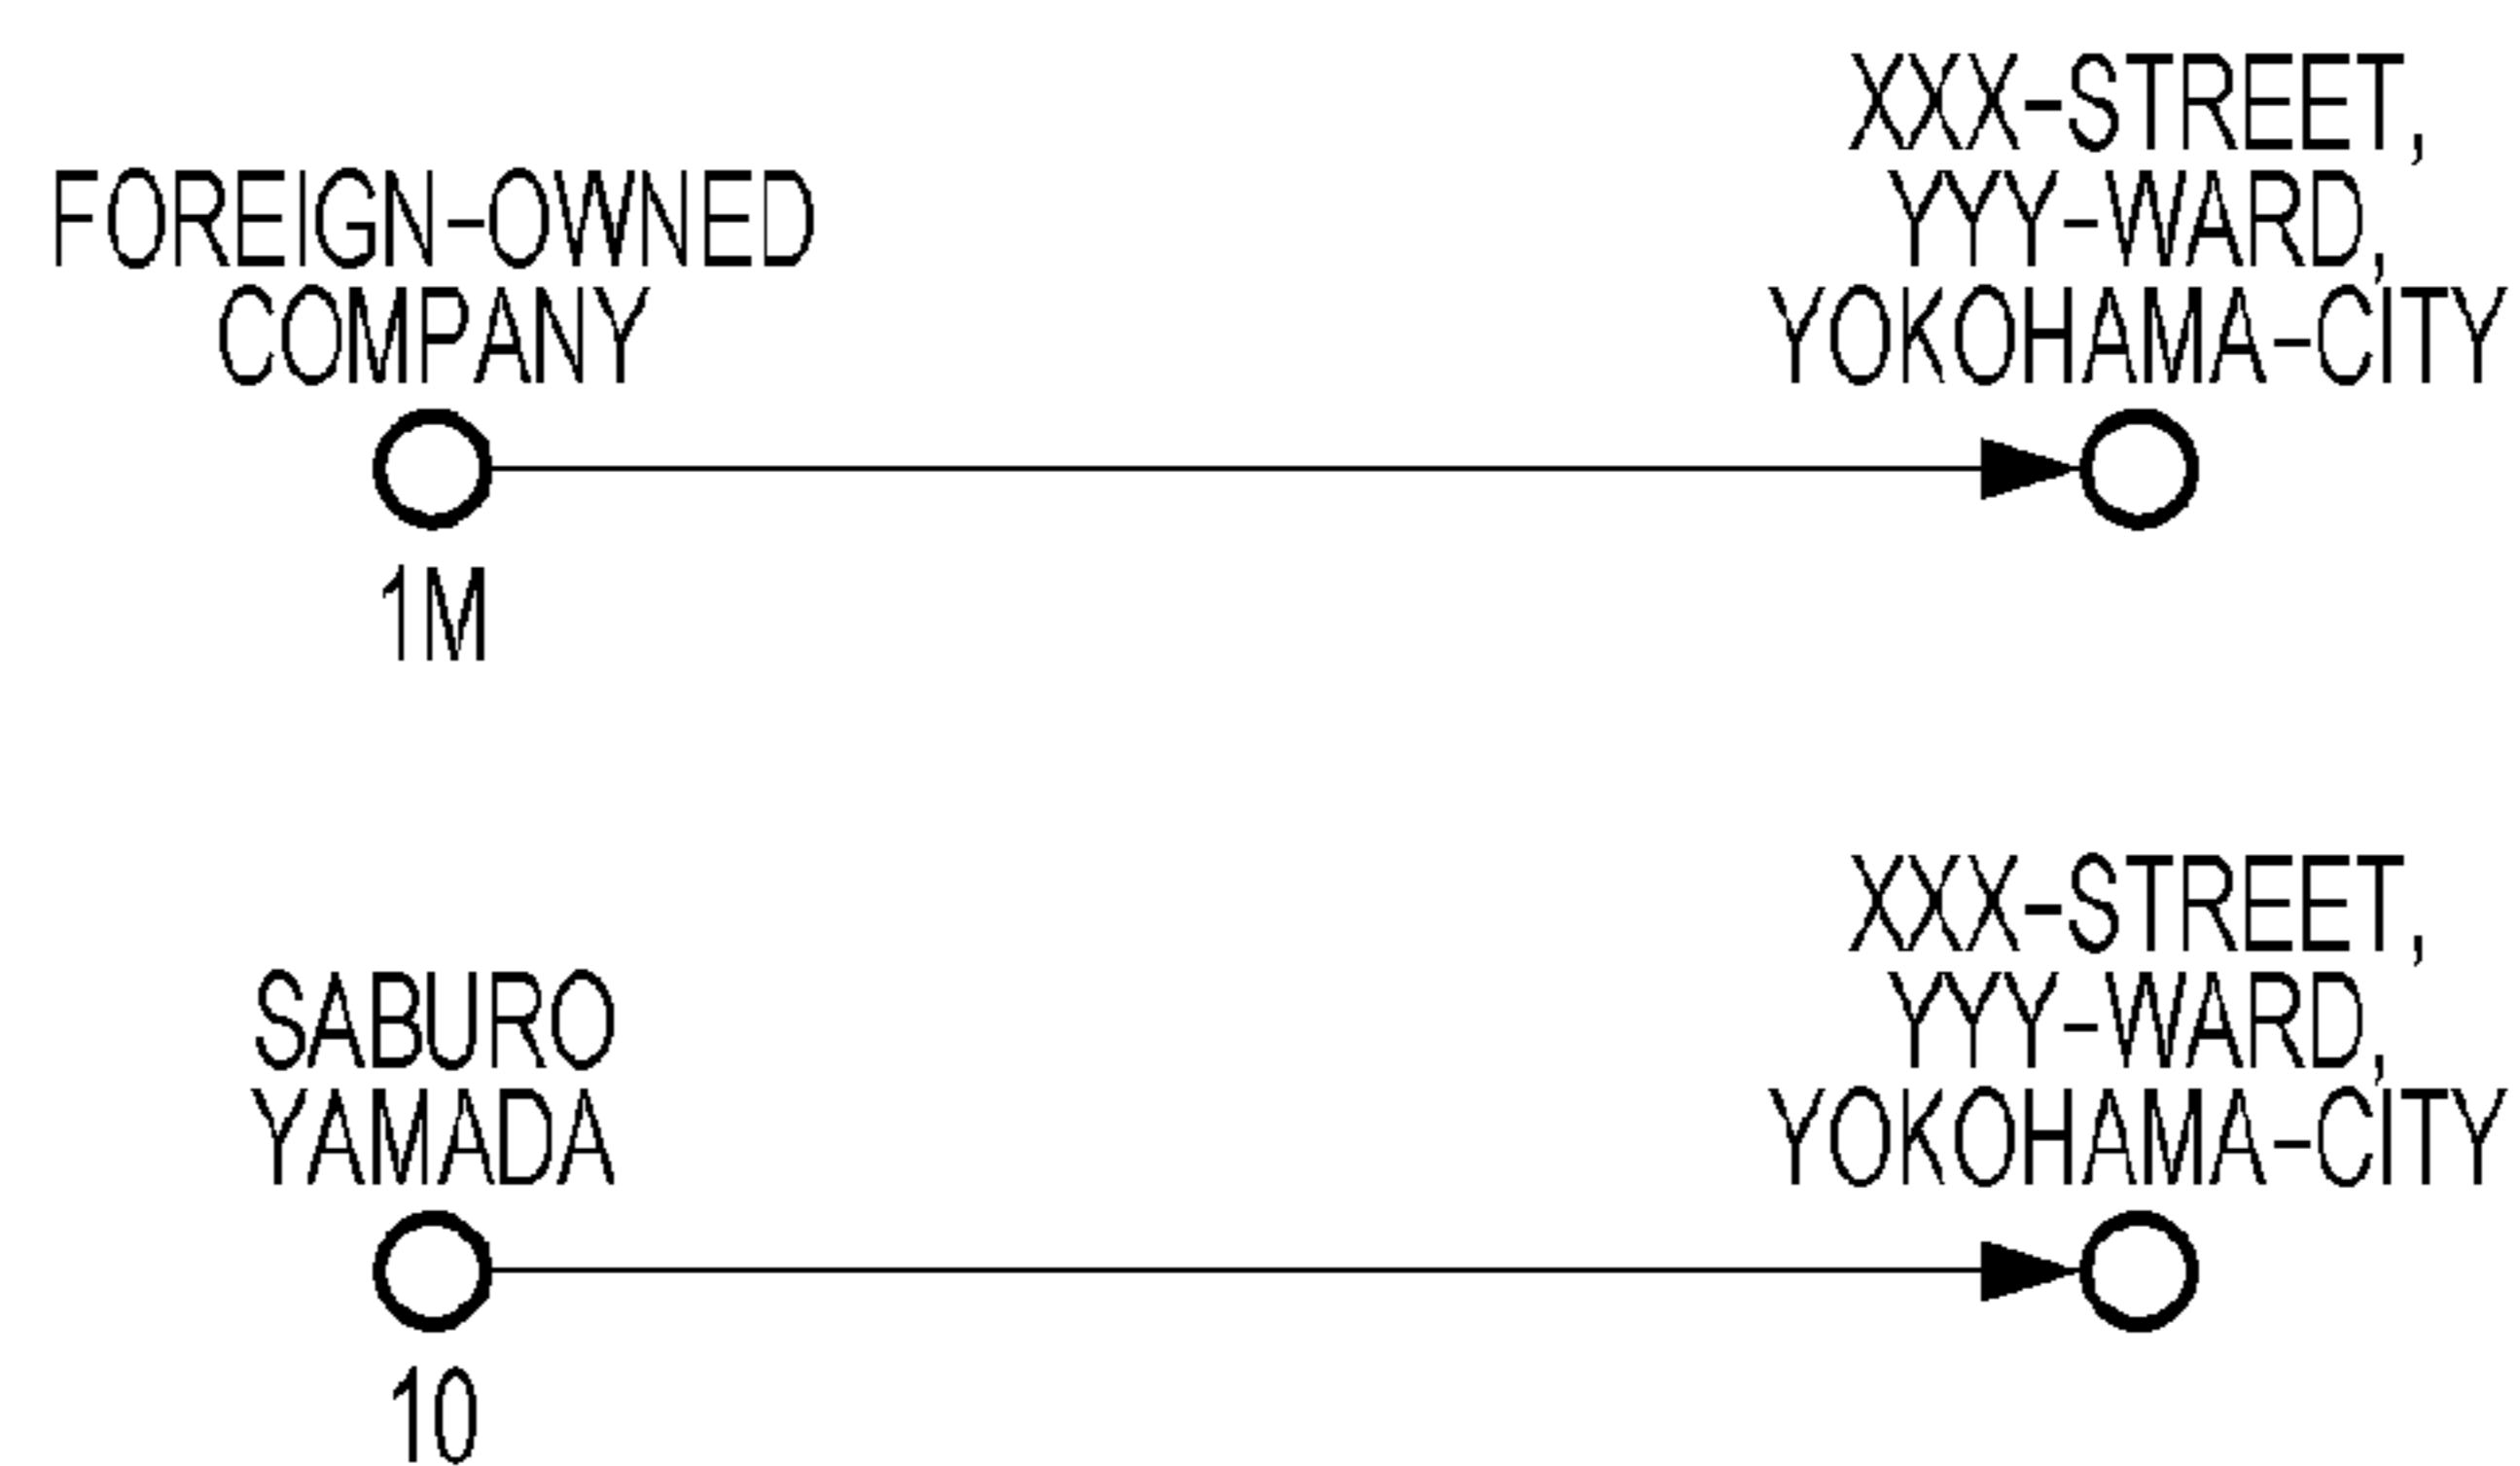 FOREIGN-OWNED
COMPANY
1M
XXX-STREET,
YYY-WARD,
YOKOHAMA-CITY
SABURO
YAMADA
10
XXX-STREET,
YYY-WARD,
YOKOHAMA-CITY